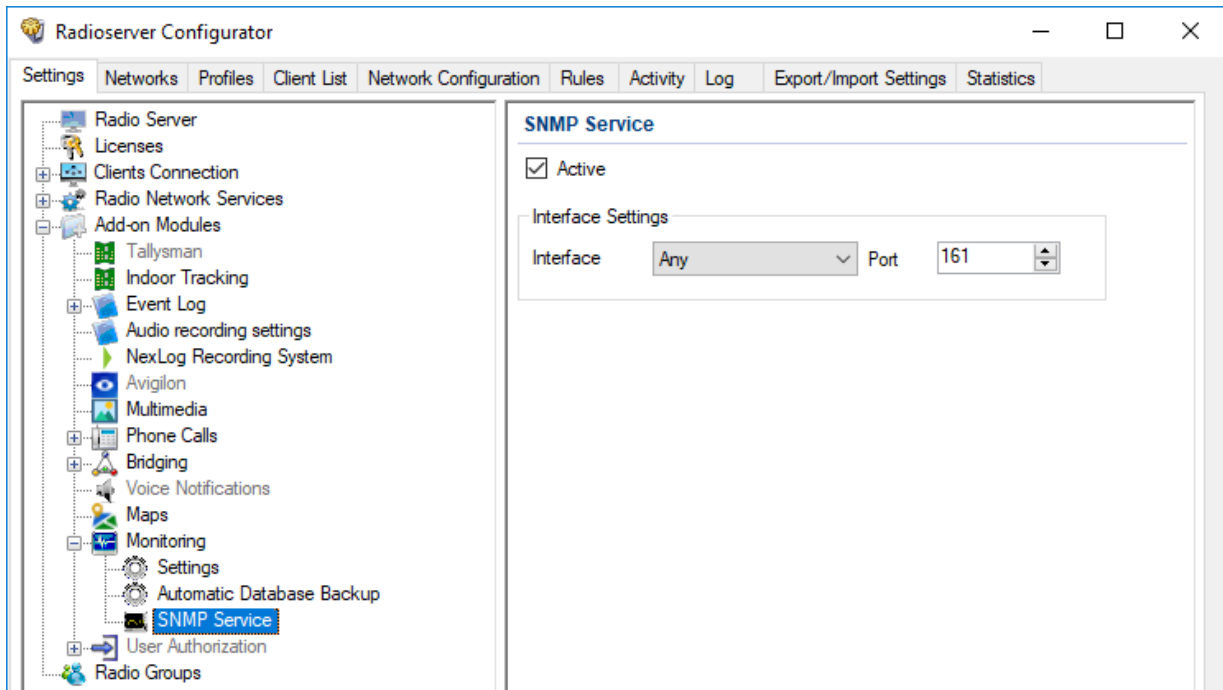 Radioserver Configurator
Settings Networks Profiles Client List Network Configuration Rules Activity Log Export/Import Settings Statistics
Radio Server
Licenses
Clients Connection
Radio Network Services
Add-on Modules
Tallysman
Indoor Tracking
Event Log
Audio recording settings
NexLog Recording System
Avigilon
Multimedia
Phone Calls
Bridging
Voice Notifications
Maps
Monitoring
Settings
Automatic Database Backup
SNMP Service
User Authorization
Radio Groups
SNMP Service
Active
Interface Settings
Interface Any Port 161